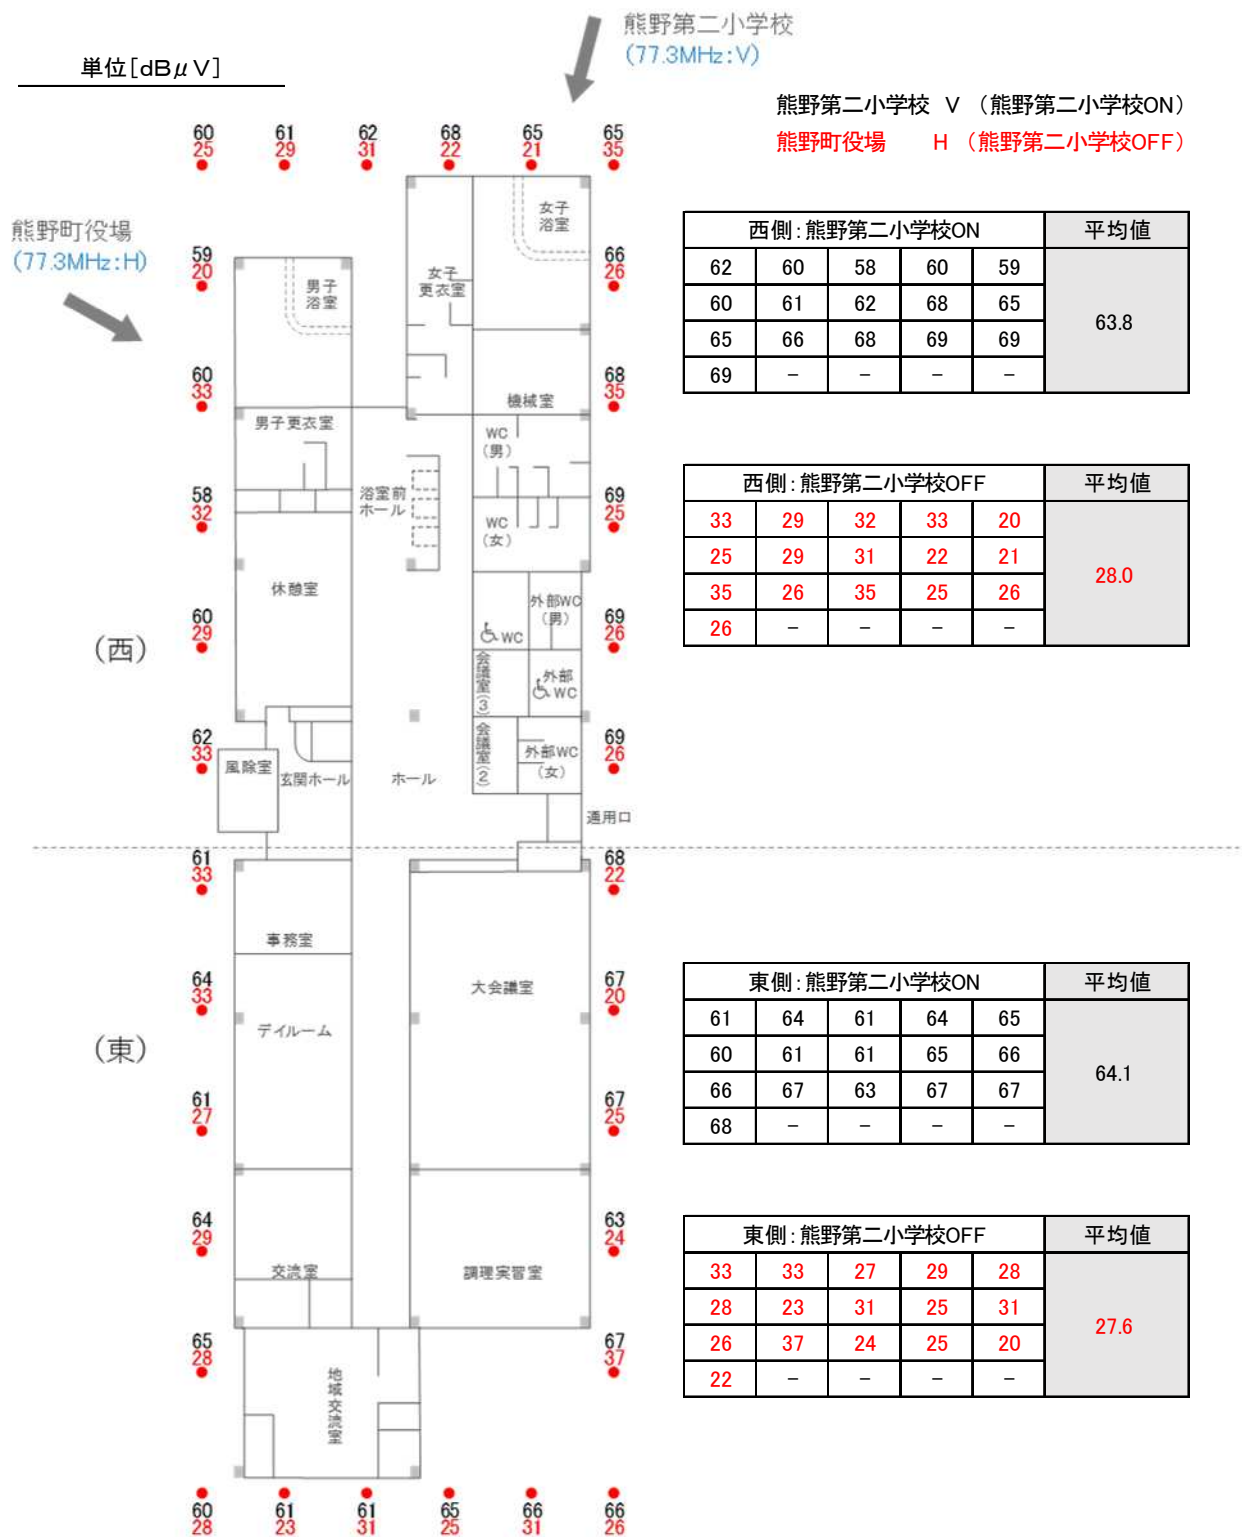 熊野第二小学校
(77.3MHz:V)
単位[dBμV]
熊野第二小学校 V (熊野第二小学校ON)
熊野町役場 H (熊野第二小学校OFF)
60 61 62 68 65 65
25 29 31 22 21 35
熊野町役場
(77.3MHz:H)
59
20
66
26
60
33
68
35
58
32
69
25
60
29
69
26
62
33
69
26
61
33
68
22
64
33
67
20
61
27
67
25
64
29
63
24
65
28
67
37
60 61 61 65 66 66
28 23 31 25 31 26
女子
浴室
男子
浴室
女子
更衣室
機械室
男子更衣室
WC
(男)
浴室前
ホール
WC
(女)
休憩室
外部WC
(男)
WC
(西)
会議室(3)
外部
WC
会議室(2)
外部WC
(女)
風除室
玄関ホール
ホール
通用口
事務室
大会議室
デイルーム
(東)
交流室
調理実習室
地域交流室
西側:熊野第二小学校ON 平均値
62 60 58 60 59
60 61 62 68 65
63.8
65 66 68 69 69
69 － － － －
西側:熊野第二小学校OFF 平均値
33 29 32 33 20
25 29 31 22 21
28.0
35 26 35 25 26
26 － － － －
東側:熊野第二小学校ON 平均値
61 64 61 64 65
60 61 61 65 66
64.1
66 67 63 67 67
68 － － － －
東側:熊野第二小学校OFF 平均値
33 33 27 29 28
28 23 31 25 31
27.6
26 37 24 25 20
22 － － － －